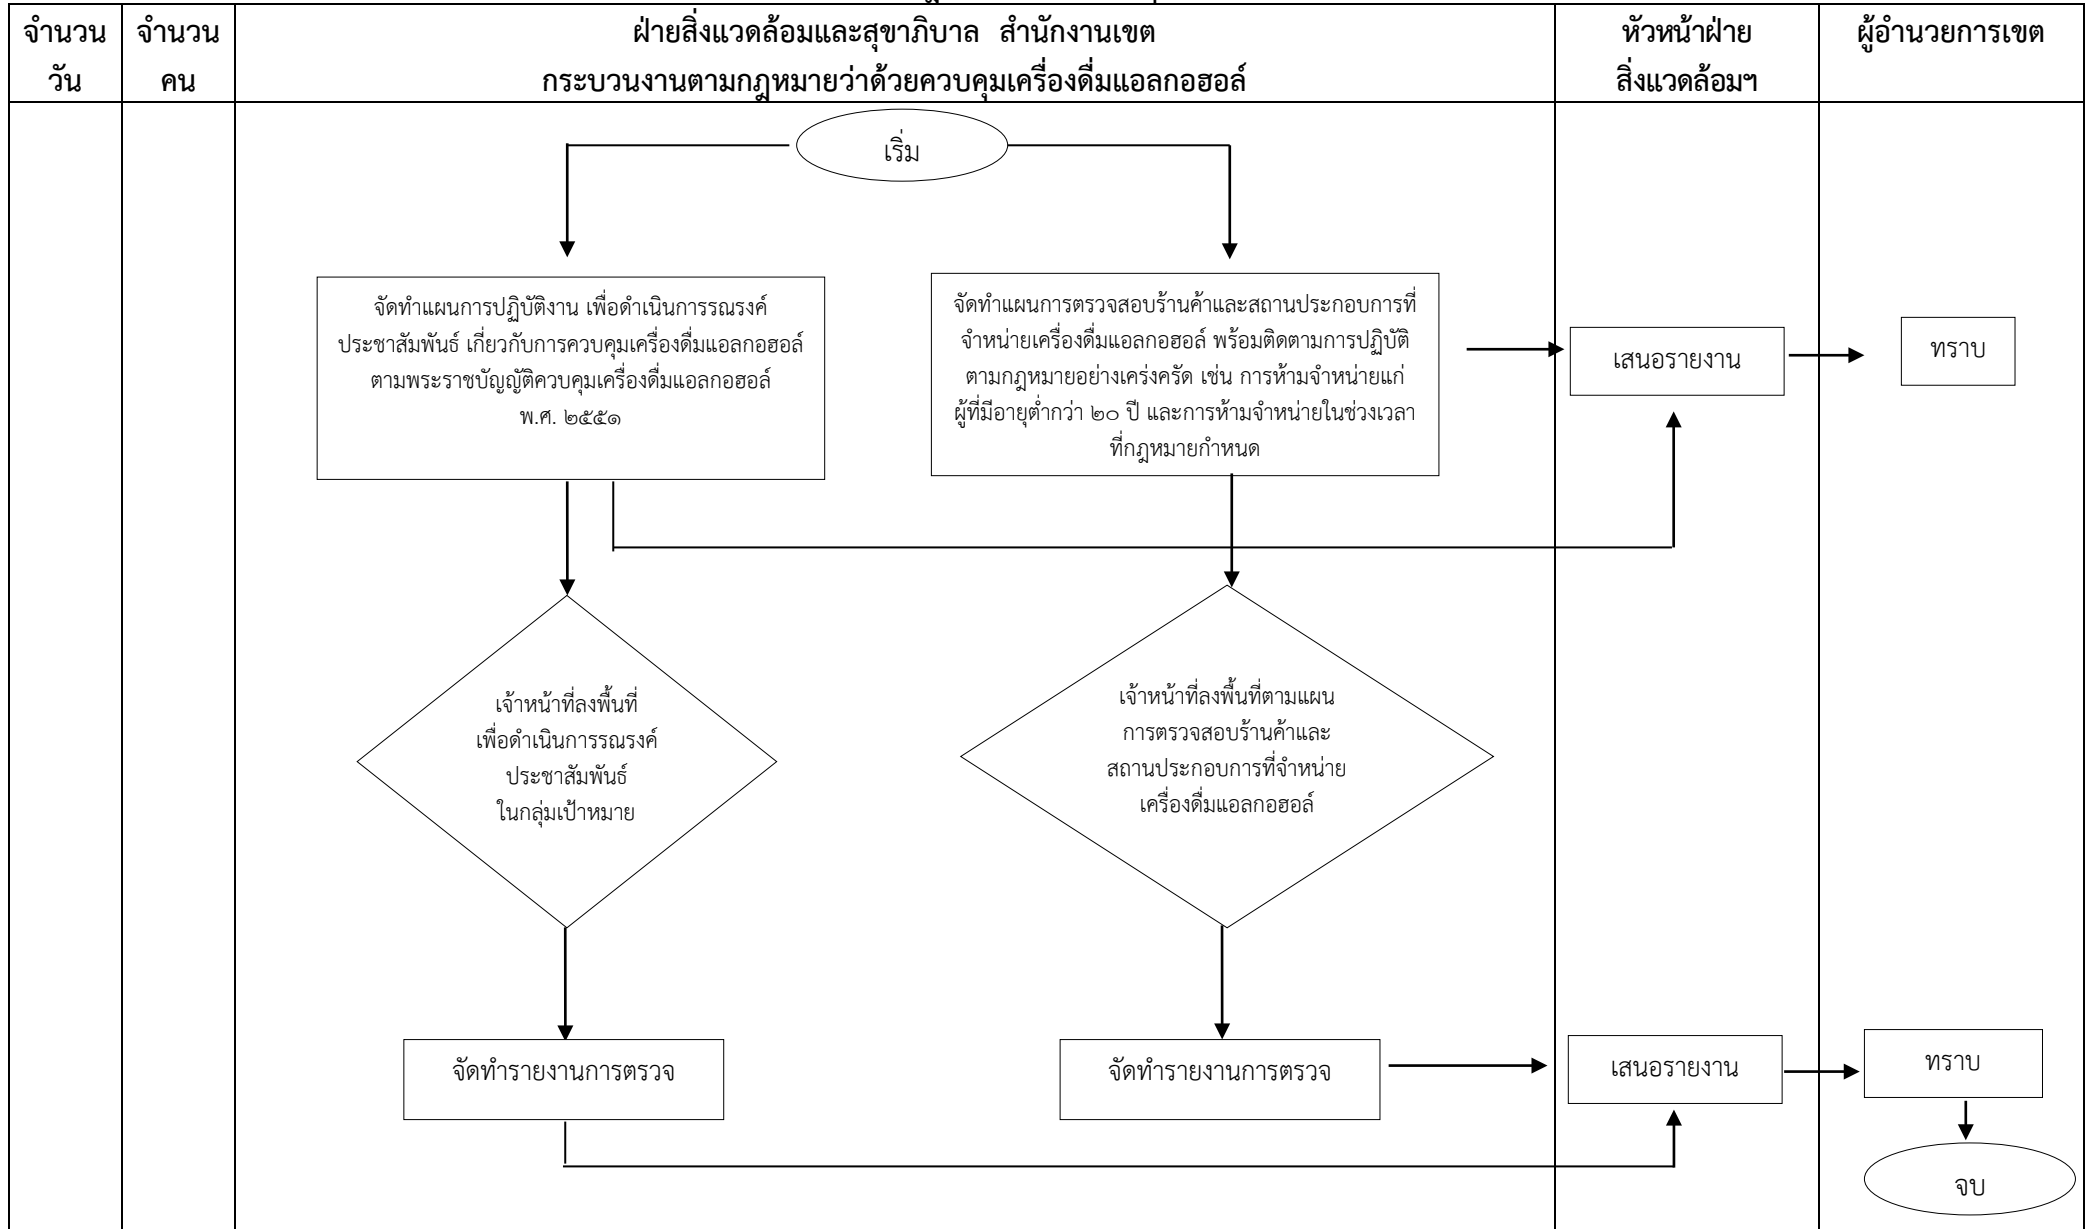 จำนวน
วัน
จำนวน
คน
ฝ่ายสิ่งแวดล้อมและสุขาภิบาล สำนักงานเขต
กระบวนงานตามกฎหมายว่าด้วยควบคุมเครื่องดื่มแอลกอฮอล์
หัวหน้าฝ่าย
สิ่งแวดล้อมฯ
ผู้อำนวยการเขต
เริ่ม
จัดทำแผนการปฏิบัติงาน เพื่อดำเนินการรณรงค์
ประชาสัมพันธ์ เกี่ยวกับการควบคุมเครื่องดื่มแอลกอฮอล์
ตามพระราชบัญญัติควบคุมเครื่องดื่มแอลกอฮอล์
พ.ศ. ๒๕๕๑
จัดทำแผนการตรวจสอบร้านค้าและสถานประกอบการที่
จำหน่ายเครื่องดื่มแอลกอฮอล์ พร้อมติดตามการปฏิบัติ
ตามกฎหมายอย่างเคร่งครัด เช่น การห้ามจำหน่ายแก่
ผู้ที่มีอายุต่ำกว่า ๒๐ ปี และการห้ามจำหน่ายในช่วงเวลา
ที่กฎหมายกำหนด
เสนอรายงาน
ทราบ
เจ้าหน้าที่ลงพื้นที่
เพื่อดำเนินการรณรงค์
ประชาสัมพันธ์
ในกลุ่มเป้าหมาย
เจ้าหน้าที่ลงพื้นที่ตามแผน
การตรวจสอบร้านค้าและ
สถานประกอบการที่จำหน่าย
เครื่องดื่มแอลกอฮอล์
จัดทำรายงานการตรวจ
จัดทำรายงานการตรวจ
เสนอรายงาน
ทราบ
จบ